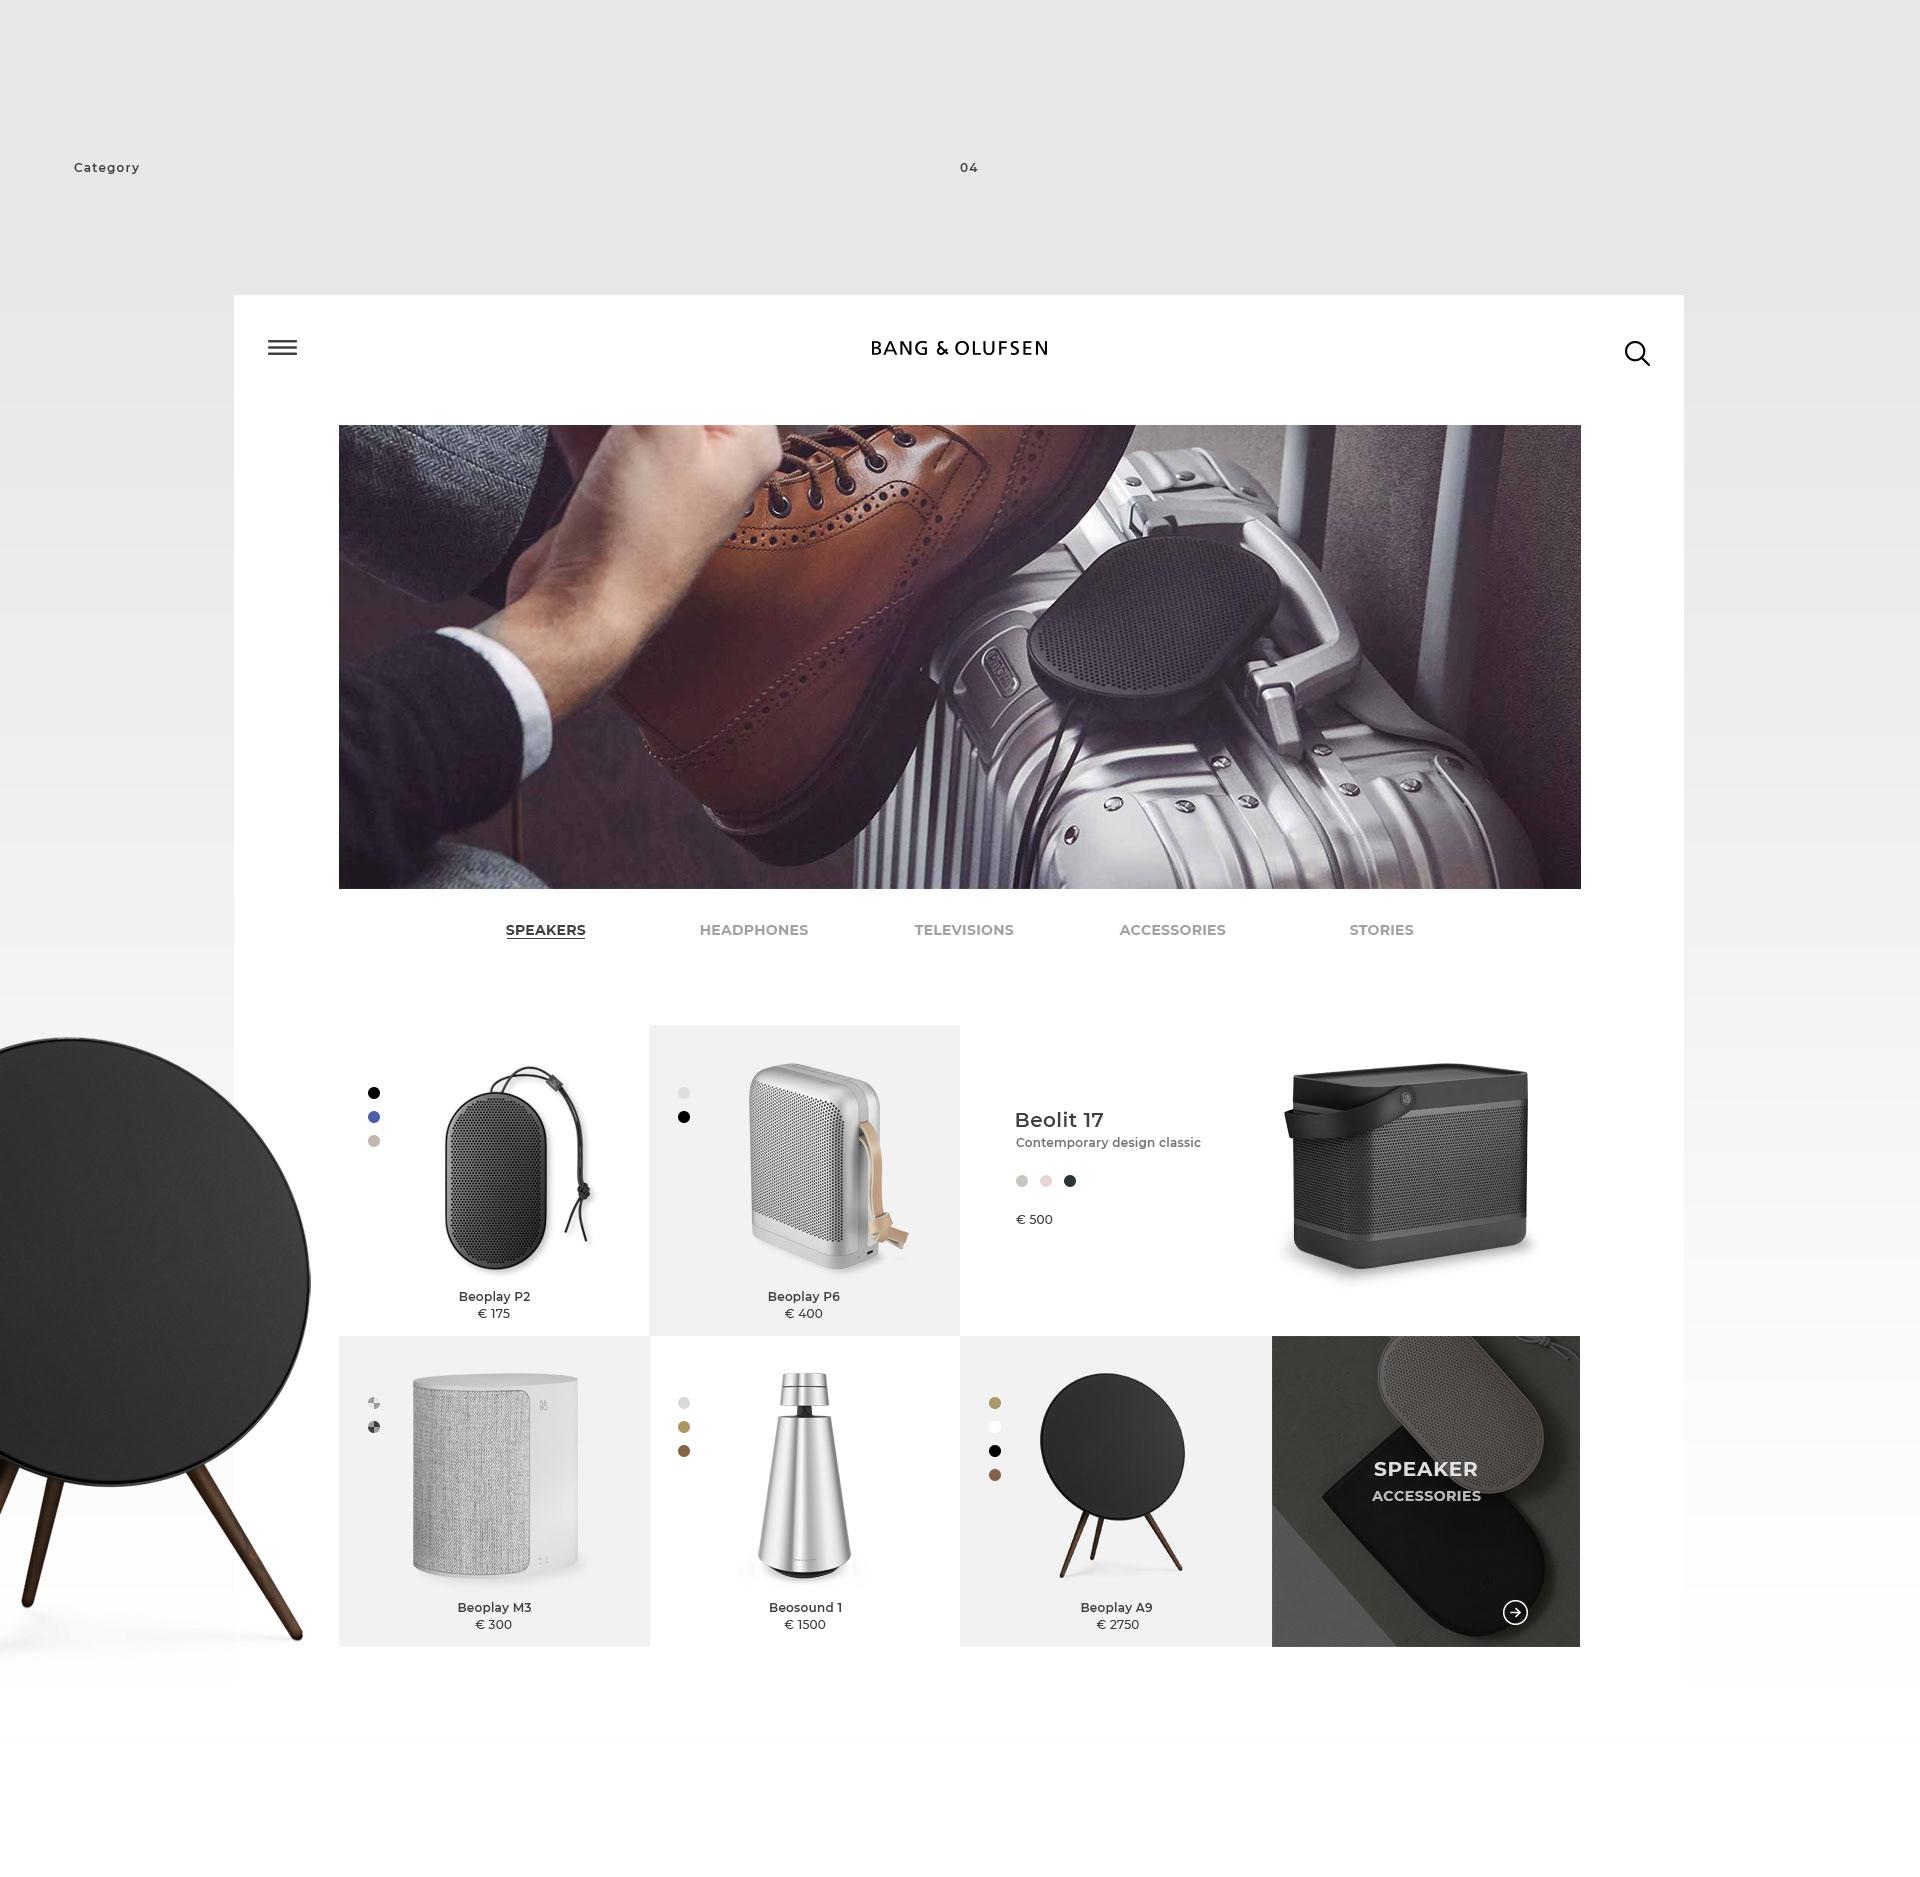 Category
04
BANG & OLUFSEN
SPEAKERS
HEADPHONES
TELEVISIONS
ACCESSORIES
STORIES
Beoplay P2
€ 175
Beoplay P6
€ 400
Beolit 17
Contemporary design classic
€ 500
Beoplay M3
€ 300
Beosound 1
€ 1500
Beoplay A9
€ 2750
SPEAKER
ACCESSORIES